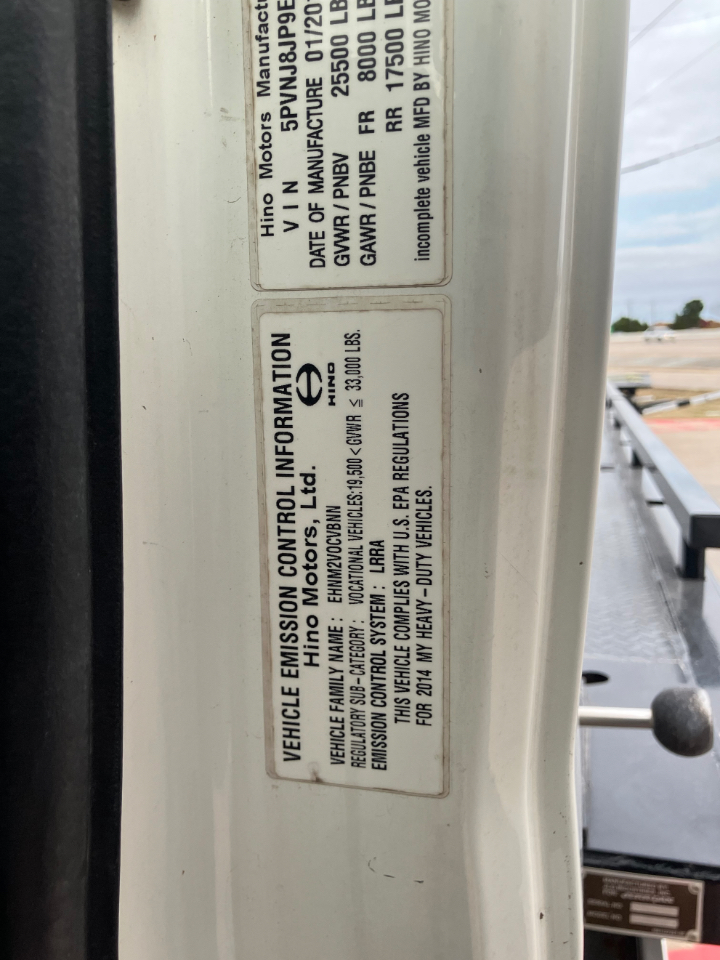 Hino Motors Manufactu
VIN 5PVNJ8JP9E
DATE OF MANUFACTURE 01/201
GVWR / PNBV 25500 LB
GAWR / PNBE FR 8000 LB
RR 17500 L
incomplete vehicle MFD BY HINO MO
VEHICLE EMISSION CONTROL INFORMATION
Hino Motors, Ltd.
HINO
VEHICLE FAMILY NAME : EHNM2VOCVBNN
REGULATORY SUB-CATEGORY : VOCATIONAL VEHICLES:19,500<GVWR ≤ 33,000 LBS.
EMISSION CONTROL SYSTEM : LRRA
THIS VEHICLE COMPLIES WITH U.S. EPA REGULATIONS
FOR 2014 MY HEAVY-DUTY VEHICLES.